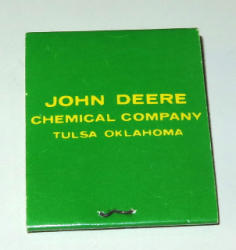 JOHN DEERE
CHEMICAL COMPANY
TULSA OKLAHOMA